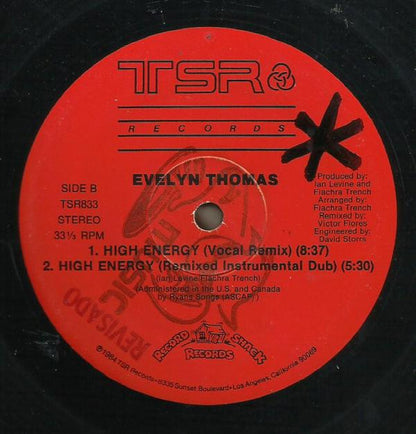 TSR
RECORDS
EVELYN THOMAS
SIDE B
TSR833
STEREO
33⅓ RPM
Produced by:
Ian Levine and
Fiachra Trench
Arranged by:
Fiachra Trench
Remixed by:
Victor Flores
Engineered by:
David Storrs
1. HIGH ENERGY (Vocal Remix) (8:37)
2. HIGH ENERGY (Remixed Instrumental Dub) (5:30)
(Ian Levine-Fiachra Trench)
(Administered in the U.S. and Canada
by Ryans Songs (ASCAP))
REVISADO
RECORD SHACK
RECORDS
℗1984 TSR Records•8335 Sunset Boulevard•Los Angeles, California 90069